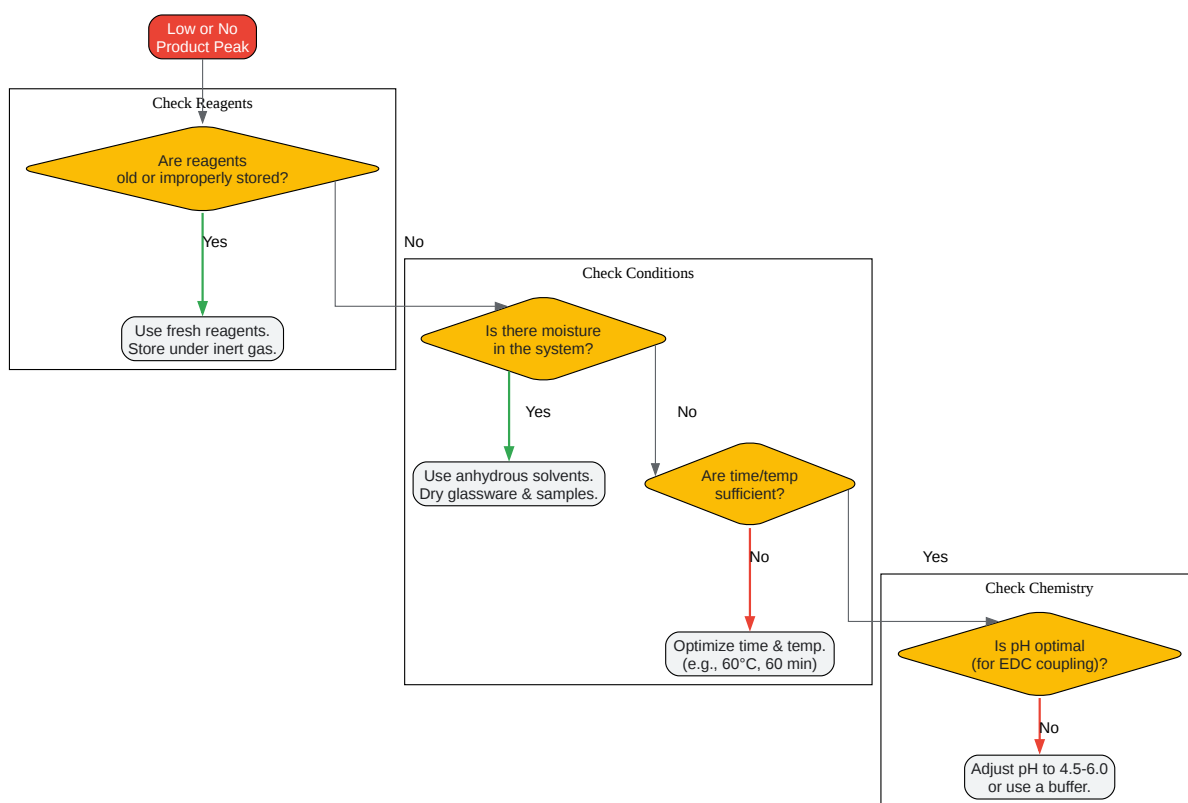 Low or No
Product Peak
Check Reagents
Are reagents
old or improperly stored?
Yes
No
Use fresh reagents.
Store under inert gas.
Check Conditions
Is there moisture
in the system?
Yes
No
Use anhydrous solvents.
Dry glassware & samples.
Are time/temp
sufficient?
No
Yes
Optimize time & temp.
(e.g., 60°C, 60 min)
Check Chemistry
Is pH optimal
(for EDC coupling)?
No
Adjust pH to 4.5-6.0
or use a buffer.